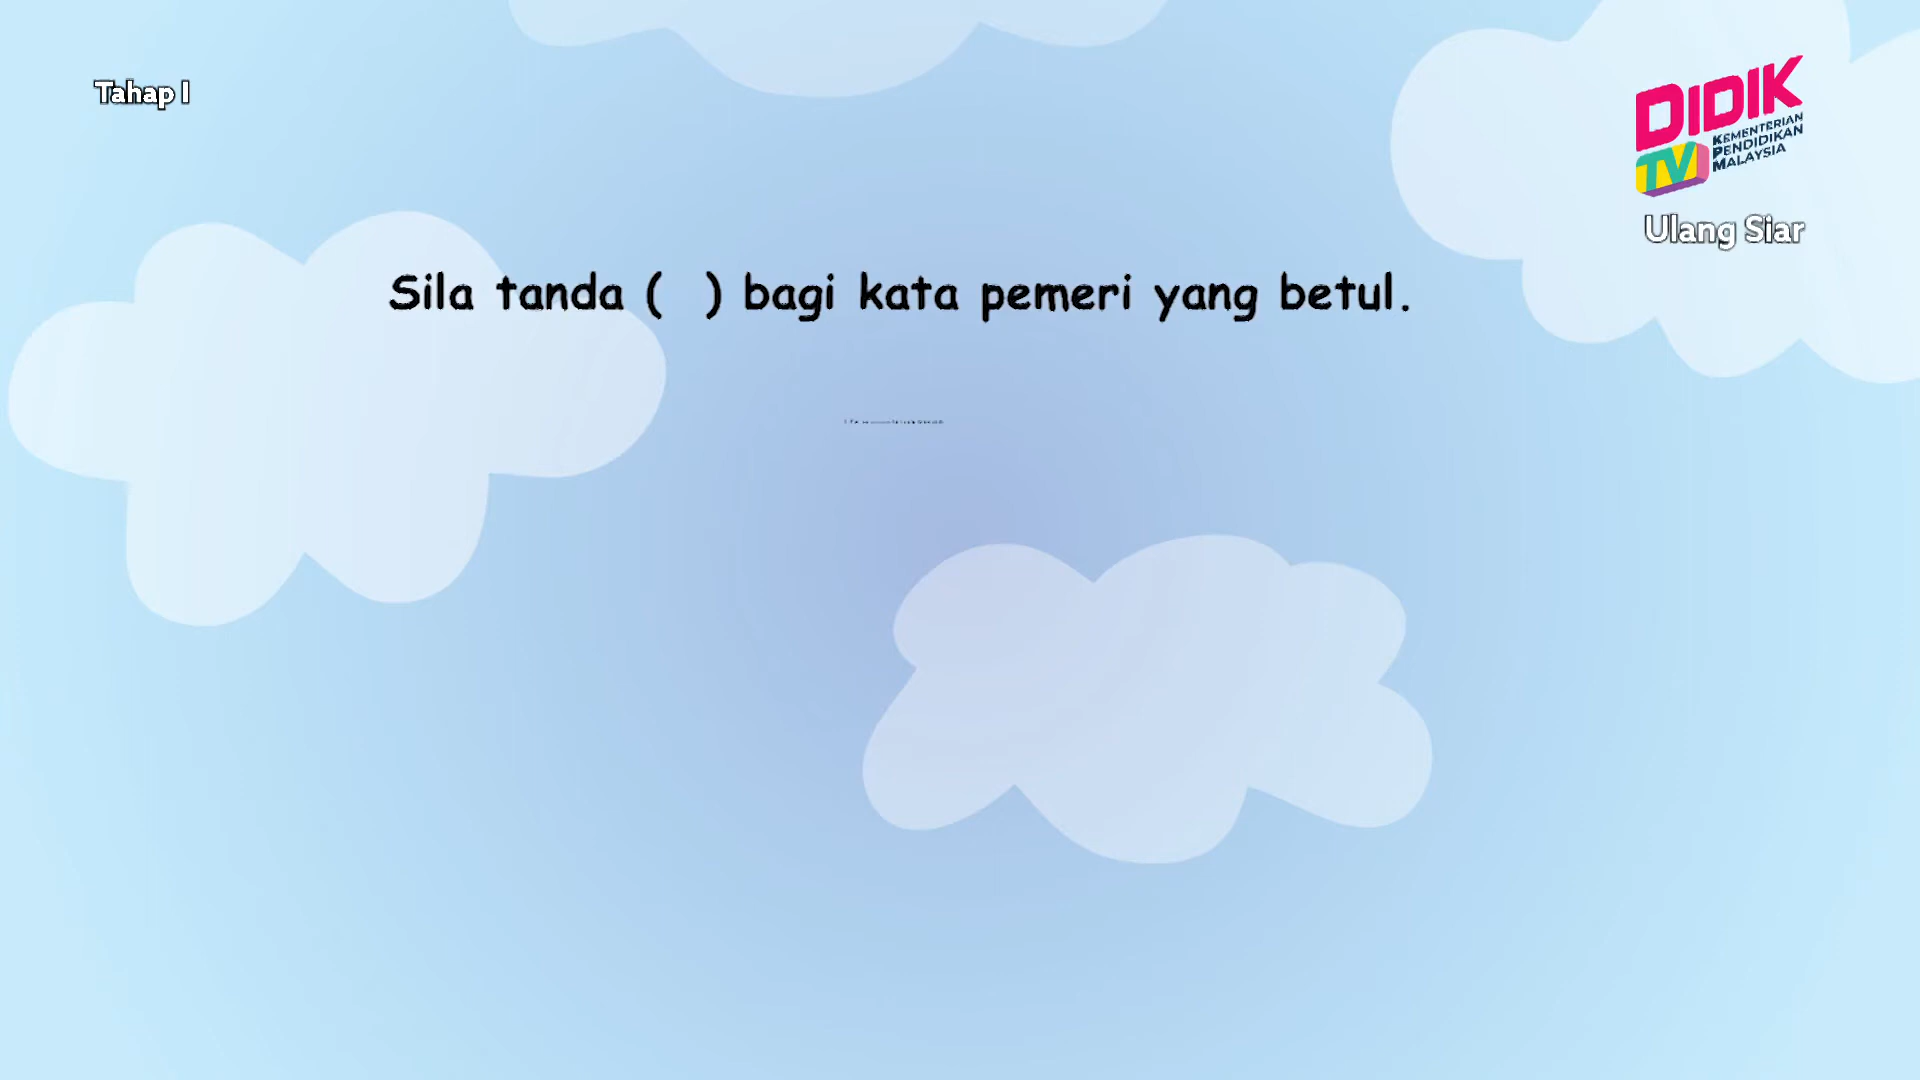 Tahap I
DIDIK
TV
KEMENTERIAN
PENDIDIKAN
MALAYSIA
Ulang Siar
Sila tanda (  ) bagi kata pemeri yang betul.